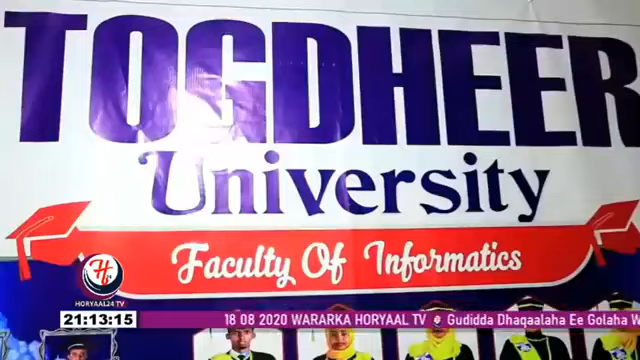 TOGDHEER
University
Faculty Of Informatics
HORYAAL24 TV
21:13:15
18 08 2020 WARARKA HORYAAL TV Gudidda Dhaqaalaha Ee Golaha W